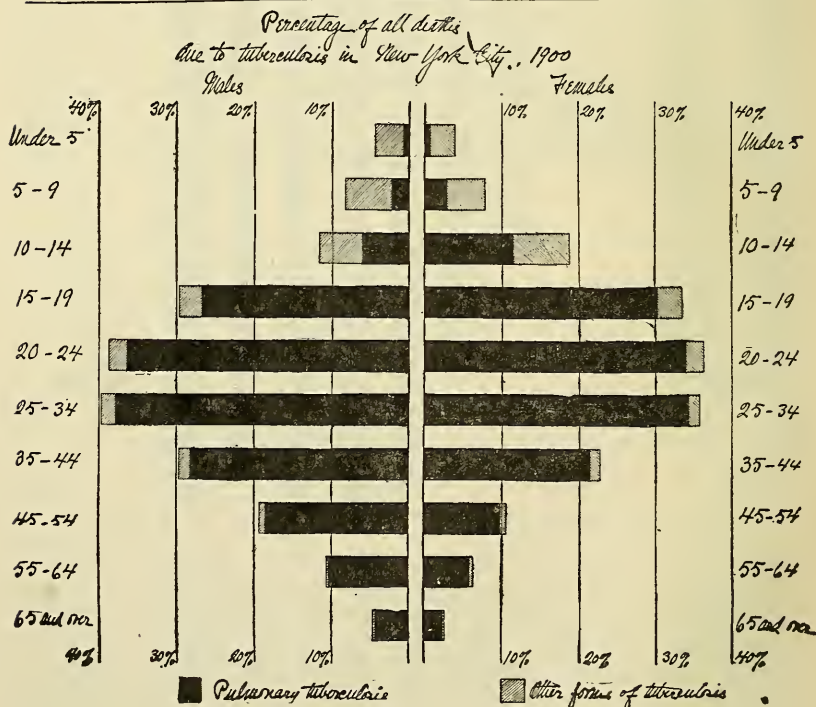 Percentage of all deaths
due to tuberculosis in New York City., 1900
Males Females
40% 30% 20% 10% 10% 20% 30% 40%
Under 5 Under 5
5-9 5-9
10-14 10-14
15-19 15-19
20-24 20-24
25-34 25-34
35-44 35-44
45-54 45-54
55-64 55-64
65 and over 65 and over
40% 30% 20% 10% 10% 20% 30% 40%
Pulmonary tuberculosis Other forms of tuberculosis